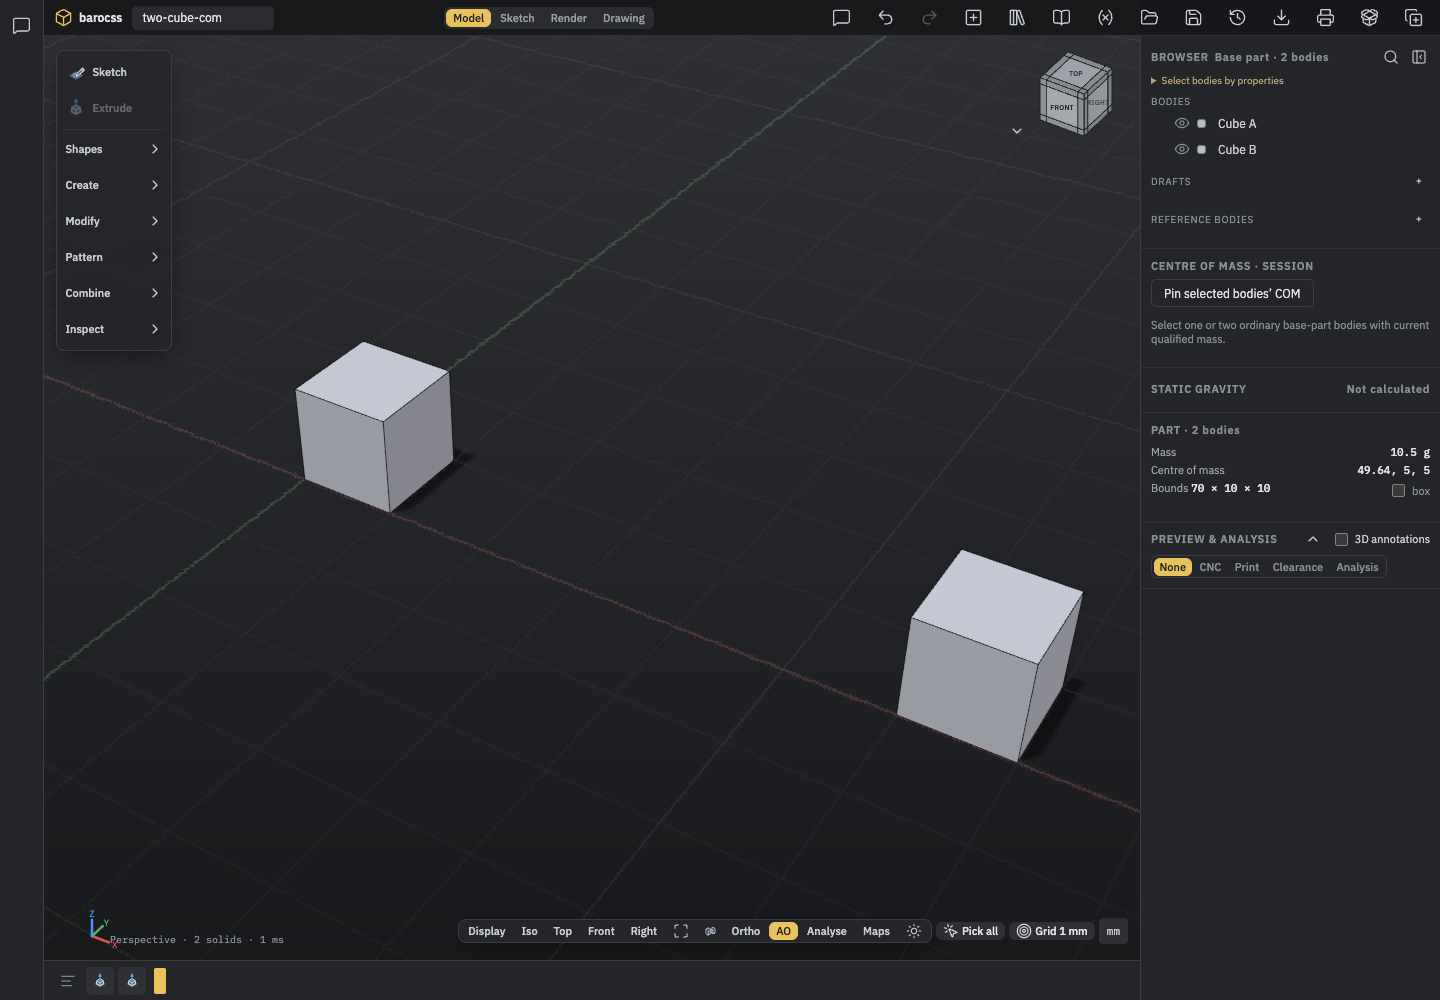 barocss
two-cube-com
Model Sketch Render Drawing
Sketch
Extrude
Shapes
Create
Modify
Pattern
Combine
Inspect
TOP
FRONT
RIGHT
BROWSER Base part · 2 bodies
Select bodies by properties
BODIES
Cube A
Cube B
DRAFTS +
REFERENCE BODIES +
CENTRE OF MASS · SESSION
Pin selected bodies’ COM
Select one or two ordinary base-part bodies with current
qualified mass.
STATIC GRAVITY Not calculated
PART · 2 bodies
Mass 10.5 g
Centre of mass 49.64, 5, 5
Bounds 70 × 10 × 10 box
PREVIEW & ANALYSIS 3D annotations
None CNC Print Clearance Analysis
Z
Y
X
Perspective · 2 solids · 1 ms
Display Iso Top Front Right Ortho AO Analyse Maps Pick all Grid 1 mm mm